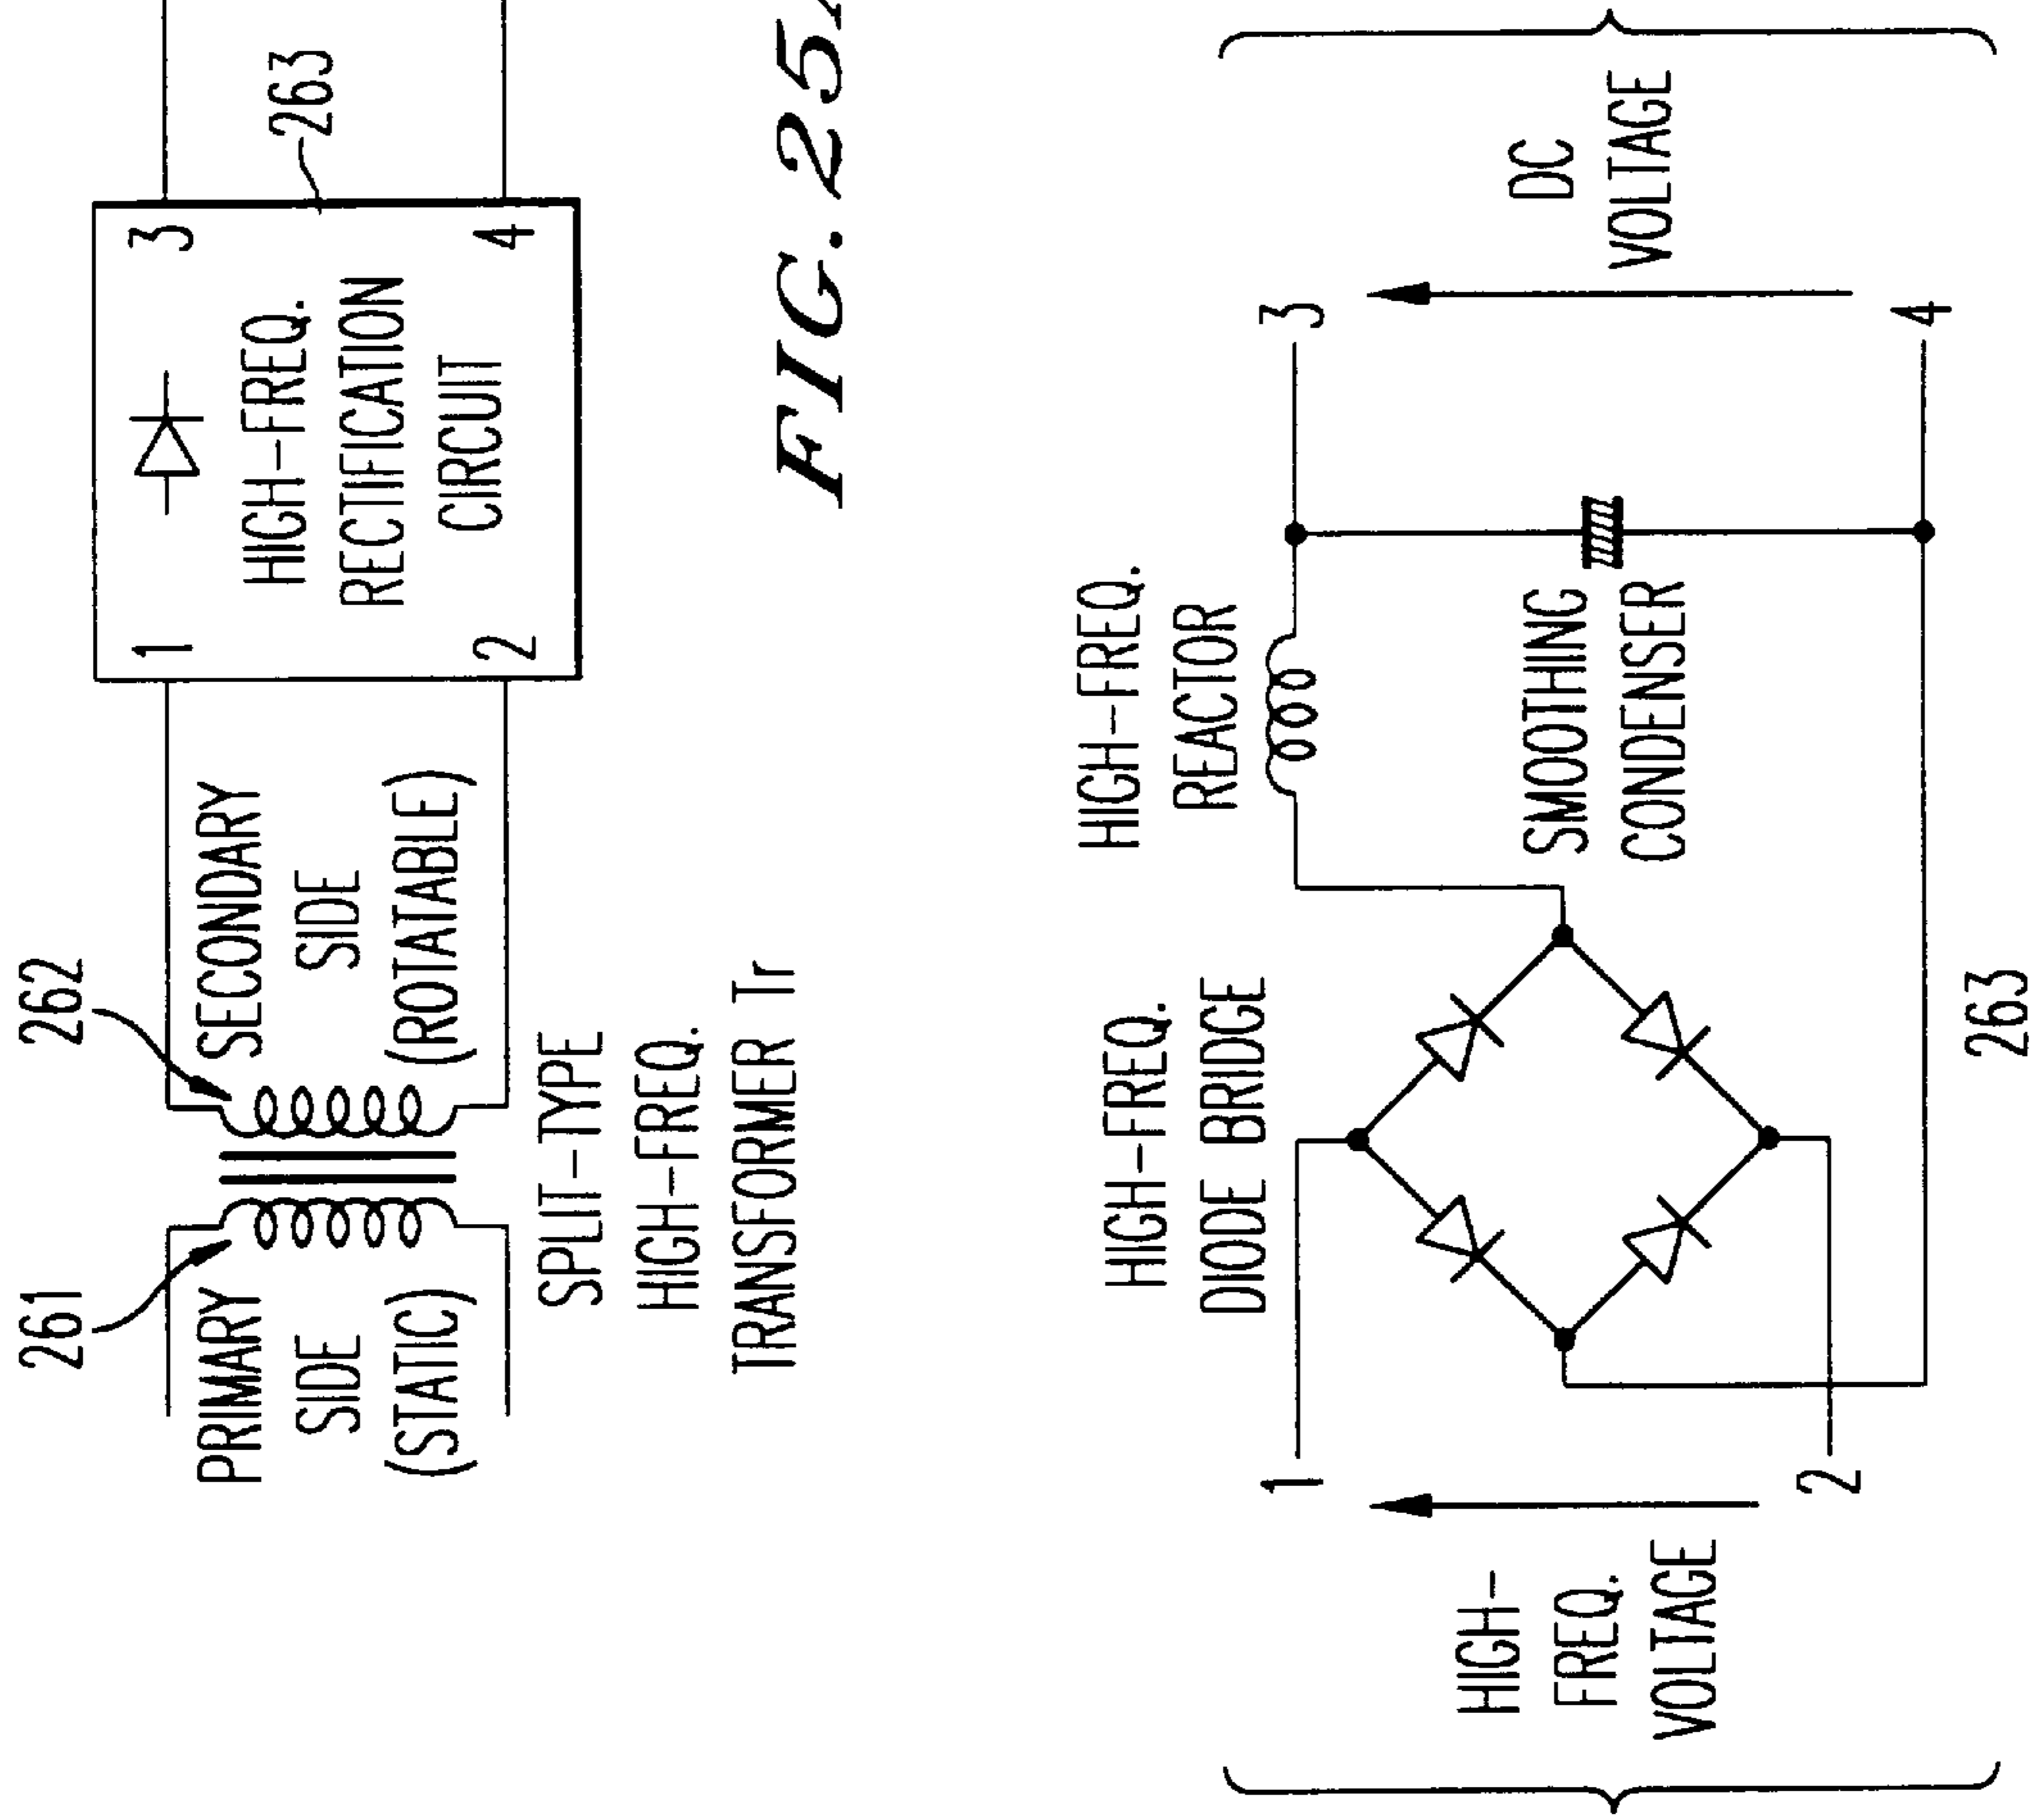 261
262
PRIMARY
SIDE
(STATIC)
SECONDARY
SIDE
(ROTATABLE)
SPLIT-TYPE
HIGH-FREQ.
TRANSFORMER Tr
1
2
3
4
HIGH-FREQ.
RECTIFICATION
CIRCUIT
263
FIG. 25A
HIGH-
FREQ.
VOLTAGE
1
2
HIGH-FREQ.
DIODE BRIDGE
HIGH-FREQ.
REACTOR
SMOOTHING
CONDENSER
3
4
DC
VOLTAGE
263